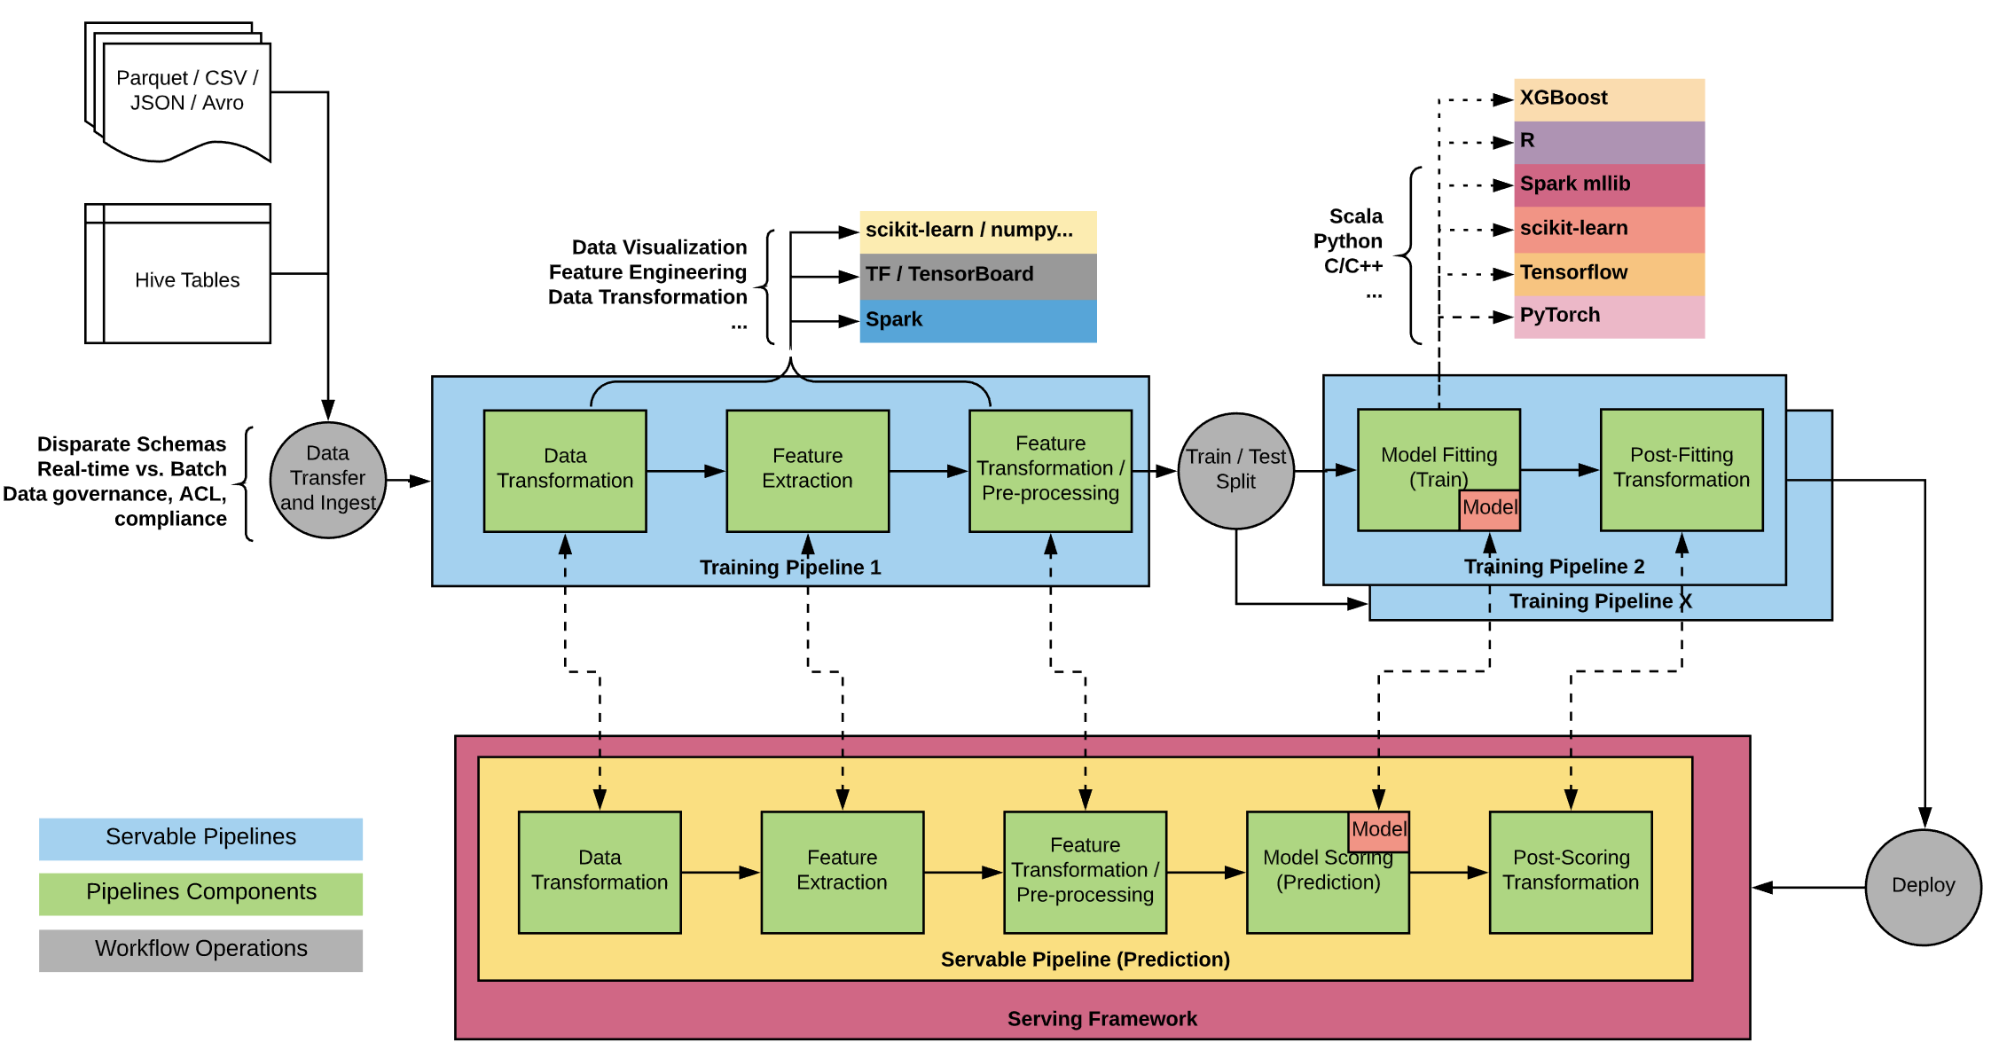 Parquet / CSV /
JSON / Avro
Hive Tables
Disparate Schemas
Real-time vs. Batch
Data governance, ACL,
compliance
Data
Transfer
and Ingest
Data Visualization
Feature Engineering
Data Transformation
...
scikit-learn / numpy...
TF / TensorBoard
Spark
Data
Transformation
Feature
Extraction
Feature
Transformation /
Pre-processing
Training Pipeline 1
Train / Test
Split
Scala
Python
C/C++
...
XGBoost
R
Spark mllib
scikit-learn
Tensorflow
PyTorch
Model Fitting
(Train)
Model
Post-Fitting
Transformation
Training Pipeline 2
Training Pipeline X
Data
Transformation
Feature
Extraction
Feature
Transformation /
Pre-processing
Model
Model Scoring
(Prediction)
Post-Scoring
Transformation
Servable Pipeline (Prediction)
Serving Framework
Deploy
Servable Pipelines
Pipelines Components
Workflow Operations